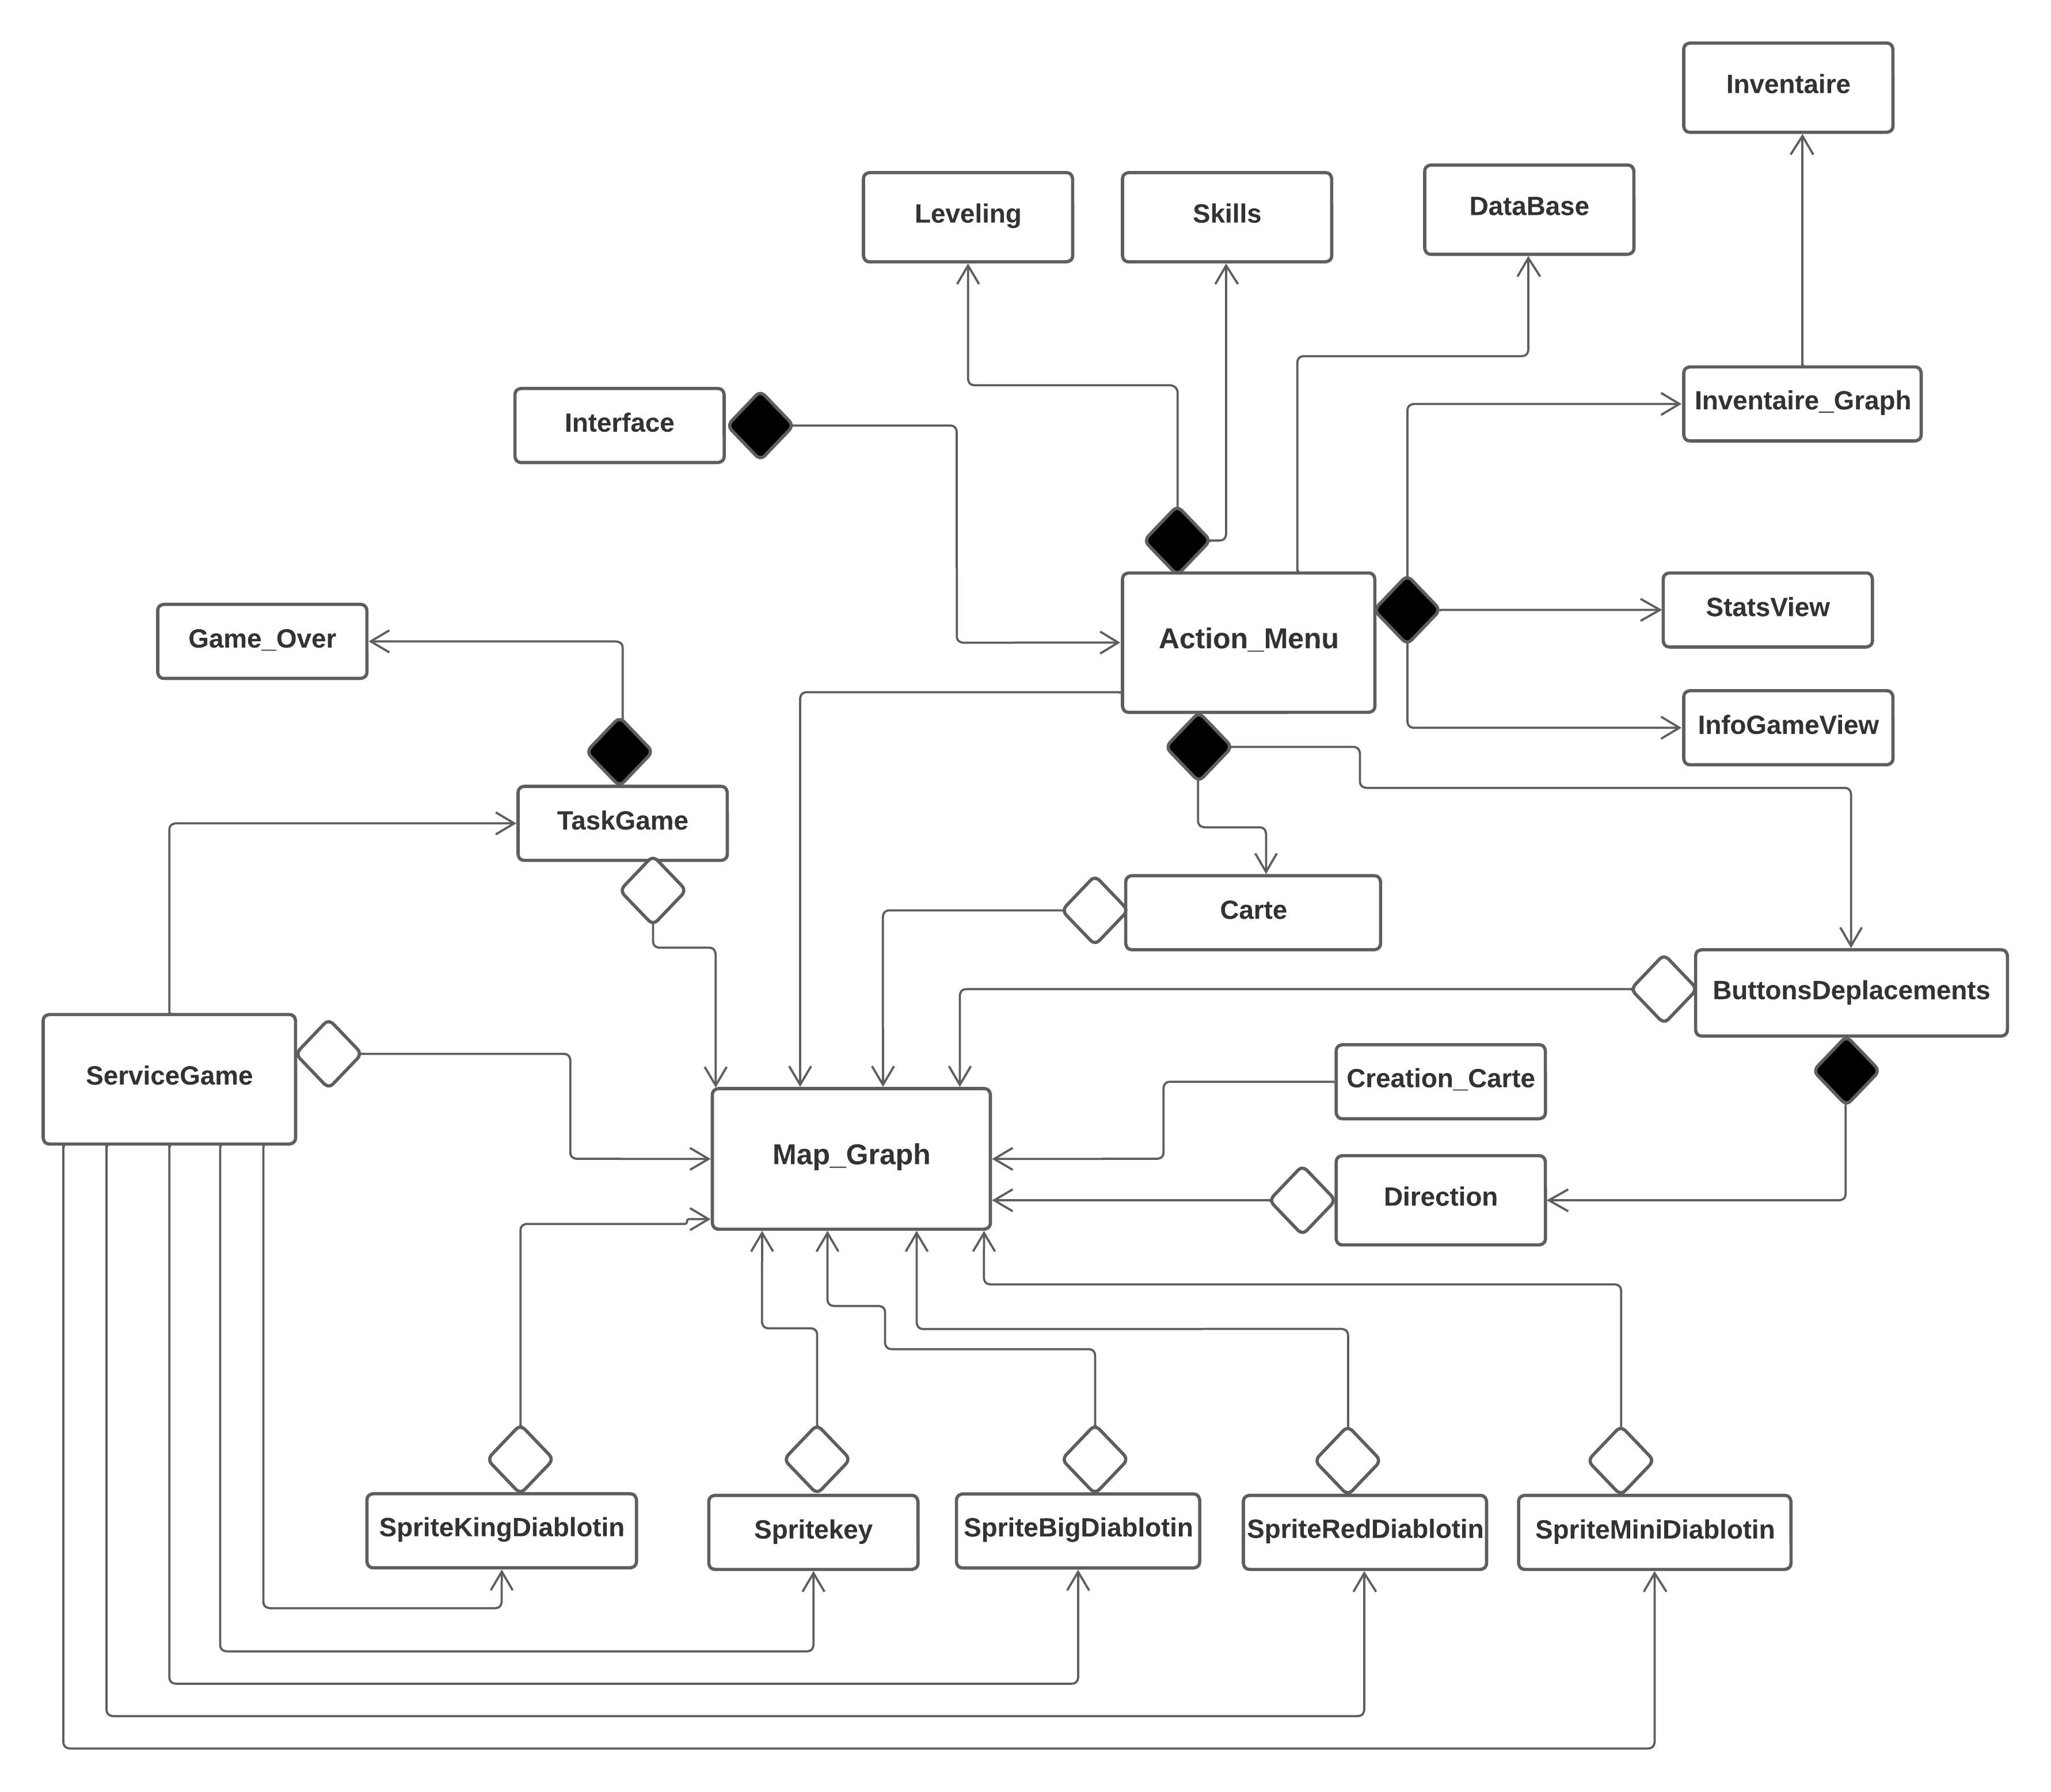 Inventaire
Leveling
Skills
DataBase
Interface
Inventaire_Graph
Game_Over
Action_Menu
StatsView
InfoGameView
TaskGame
Carte
ButtonsDeplacements
ServiceGame
Creation_Carte
Map_Graph
Direction
SpriteKingDiablotin
Spritekey
SpriteBigDiablotin
SpriteRedDiablotin
SpriteMiniDiablotin